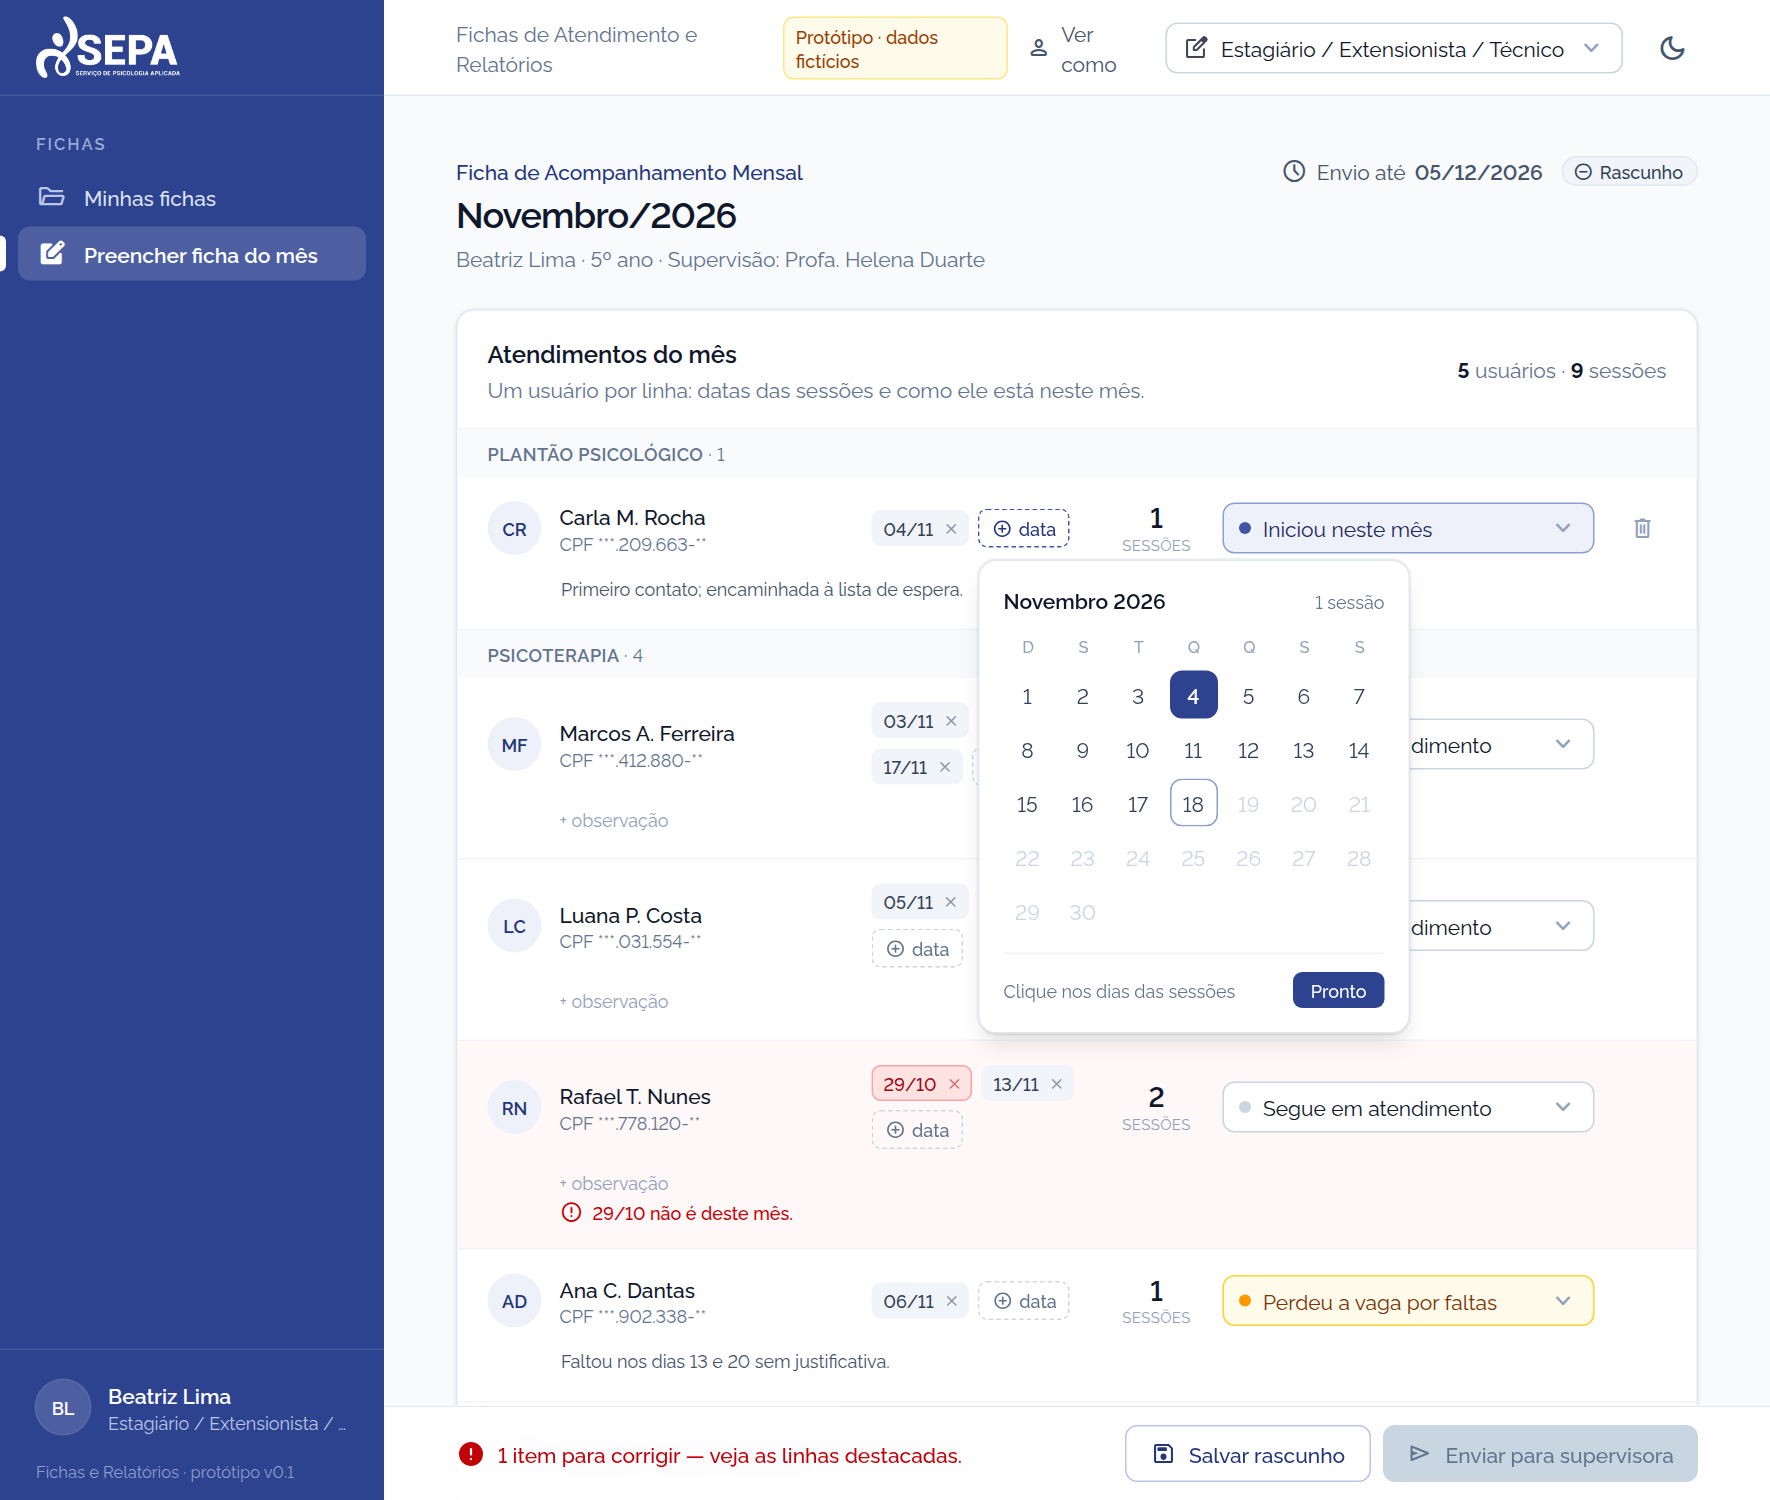 SEPA
SERVIÇO DE PSICOLOGIA APLICADA
FICHAS
Minhas fichas
Preencher ficha do mês
BL
Beatriz Lima
Estagiário / Extensionista / ...
Fichas e Relatórios · protótipo v0.1
Fichas de Atendimento e
Relatórios
Protótipo · dados
fictícios
Ver
como
Estagiário / Extensionista / Técnico
Ficha de Acompanhamento Mensal
Envio até 05/12/2026
Rascunho
Novembro/2026
Beatriz Lima · 5º ano · Supervisão: Profa. Helena Duarte
Atendimentos do mês
Um usuário por linha: datas das sessões e como ele está neste mês.
5 usuários · 9 sessões
PLANTÃO PSICOLÓGICO · 1
CR
Carla M. Rocha
CPF ***.209.663-**
04/11 ×
data
1
SESSÕES
Iniciou neste mês
Primeiro contato; encaminhada à lista de espera.
Novembro 2026
1 sessão
D S T Q Q S S
1 2 3 4 5 6 7
8 9 10 11 12 13 14
15 16 17 18 19 20 21
22 23 24 25 26 27 28
29 30
Clique nos dias das sessões
Pronto
PSICOTERAPIA · 4
MF
Marcos A. Ferreira
CPF ***.412.880-**
03/11 ×
17/11 ×
dimento
+ observação
LC
Luana P. Costa
CPF ***.031.554-**
05/11 ×
data
dimento
+ observação
RN
Rafael T. Nunes
CPF ***.778.120-**
29/10 ×
13/11 ×
data
2
SESSÕES
Segue em atendimento
+ observação
29/10 não é deste mês.
AD
Ana C. Dantas
CPF ***.902.338-**
06/11 ×
data
1
SESSÕES
Perdeu a vaga por faltas
Faltou nos dias 13 e 20 sem justificativa.
1 item para corrigir — veja as linhas destacadas.
Salvar rascunho
Enviar para supervisora